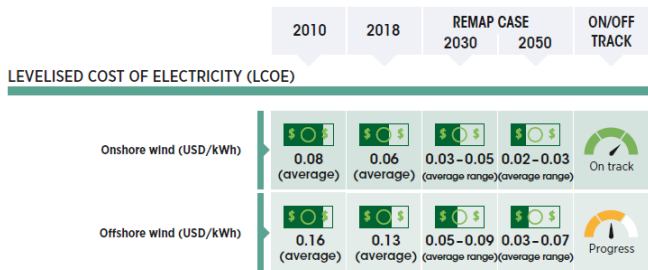 2010 2018 REMAP CASE ON/OFF
2030 2050 TRACK
LEVELISED COST OF ELECTRICITY (LCOE)
Onshore wind (USD/kWh) $ $ $ $ $ $ $ $
0.08 0.06 0.03-0.05 0.02-0.03 On track
(average) (average) (average range) (average range)
Offshore wind (USD/kWh) $ $ $ $ $ $ $ $
0.16 0.13 0.05-0.09 0.03-0.07 Progress
(average) (average) (average range) (average range)